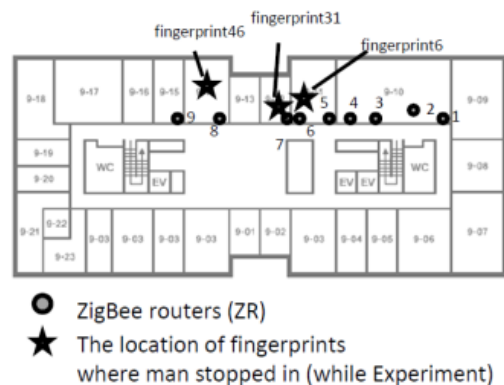 fingerprint31
fingerprint46
fingerprint6
9-18
9-17
9-16
9-15
9-13
9-10
9-09
9 8 7 6 5 4 3 2 1
9-19
9-20
WC
EV
EV
EV
WC
9-08
9-21
9-22
9-23
9-03
9-03
9-03
9-03
9-01
9-02
9-03
9-04
9-05
9-06
9-07
ZigBee routers (ZR)
The location of fingerprints
where man stopped in (while Experiment)